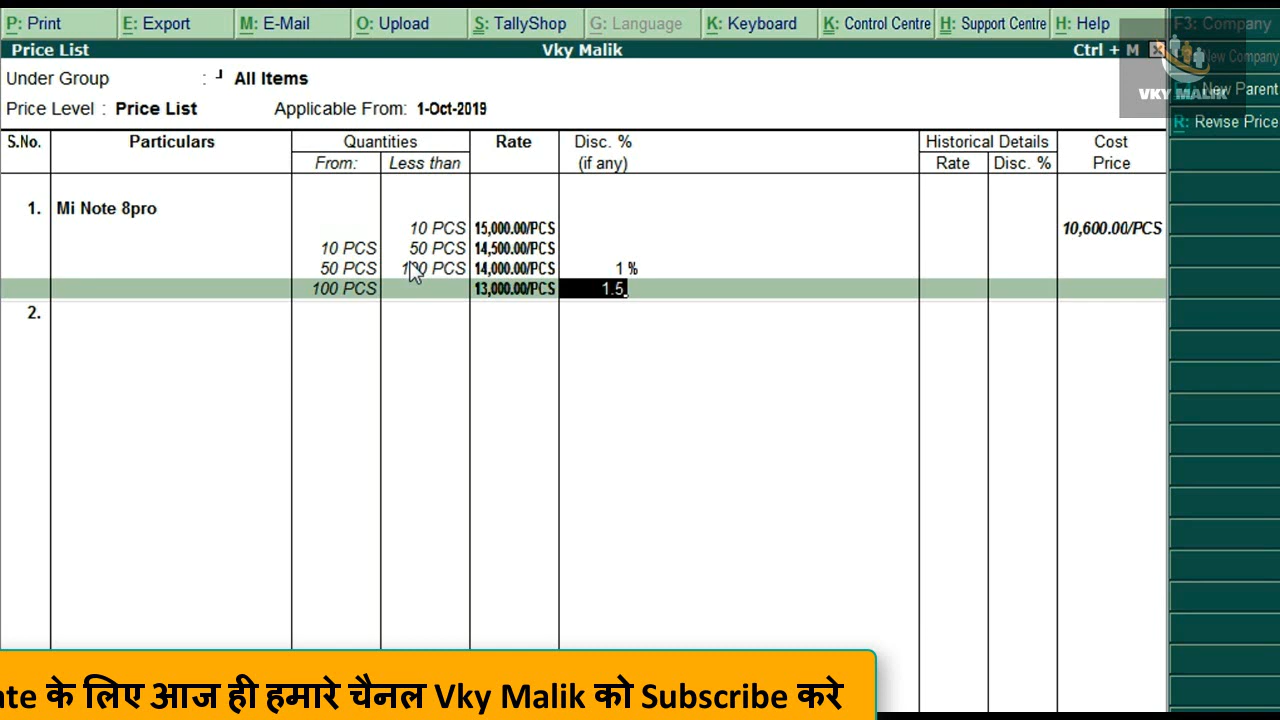 P: Print E: Export M: E-Mail O: Upload S: TallyShop G: Language K: Keyboard K: Control Centre H: Support Centre H: Help F3: Company
Price List Vky Malik Ctrl + M
New Company
Under Group : All Items
New Parent
VKY MALIK
Price Level : Price List Applicable From: 1-Oct-2019
R: Revise Price
S.No. Particulars Quantities Rate Disc. % Historical Details Cost
From: Less than (if any) Rate Disc. % Price
1. Mi Note 8pro
10 PCS 15,000.00/PCS 10,600.00/PCS
10 PCS 50 PCS 14,500.00/PCS
50 PCS 100 PCS 14,000.00/PCS 1 %
100 PCS 13,000.00/PCS 1.5
2.
के लिए आज ही हमारे चैनल Vky Malik को Subscribe करे